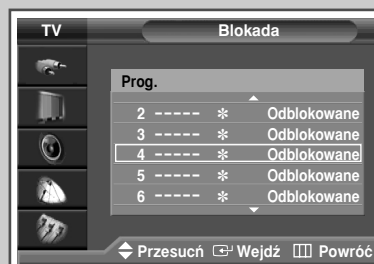 TV Blokada
Prog.
2 ----- ✻ Odblokowane
3 ----- ✻ Odblokowane
4 ----- ✻ Odblokowane
5 ----- ✻ Odblokowane
6 ----- ✻ Odblokowane
Przesuń Wejdź Powróć